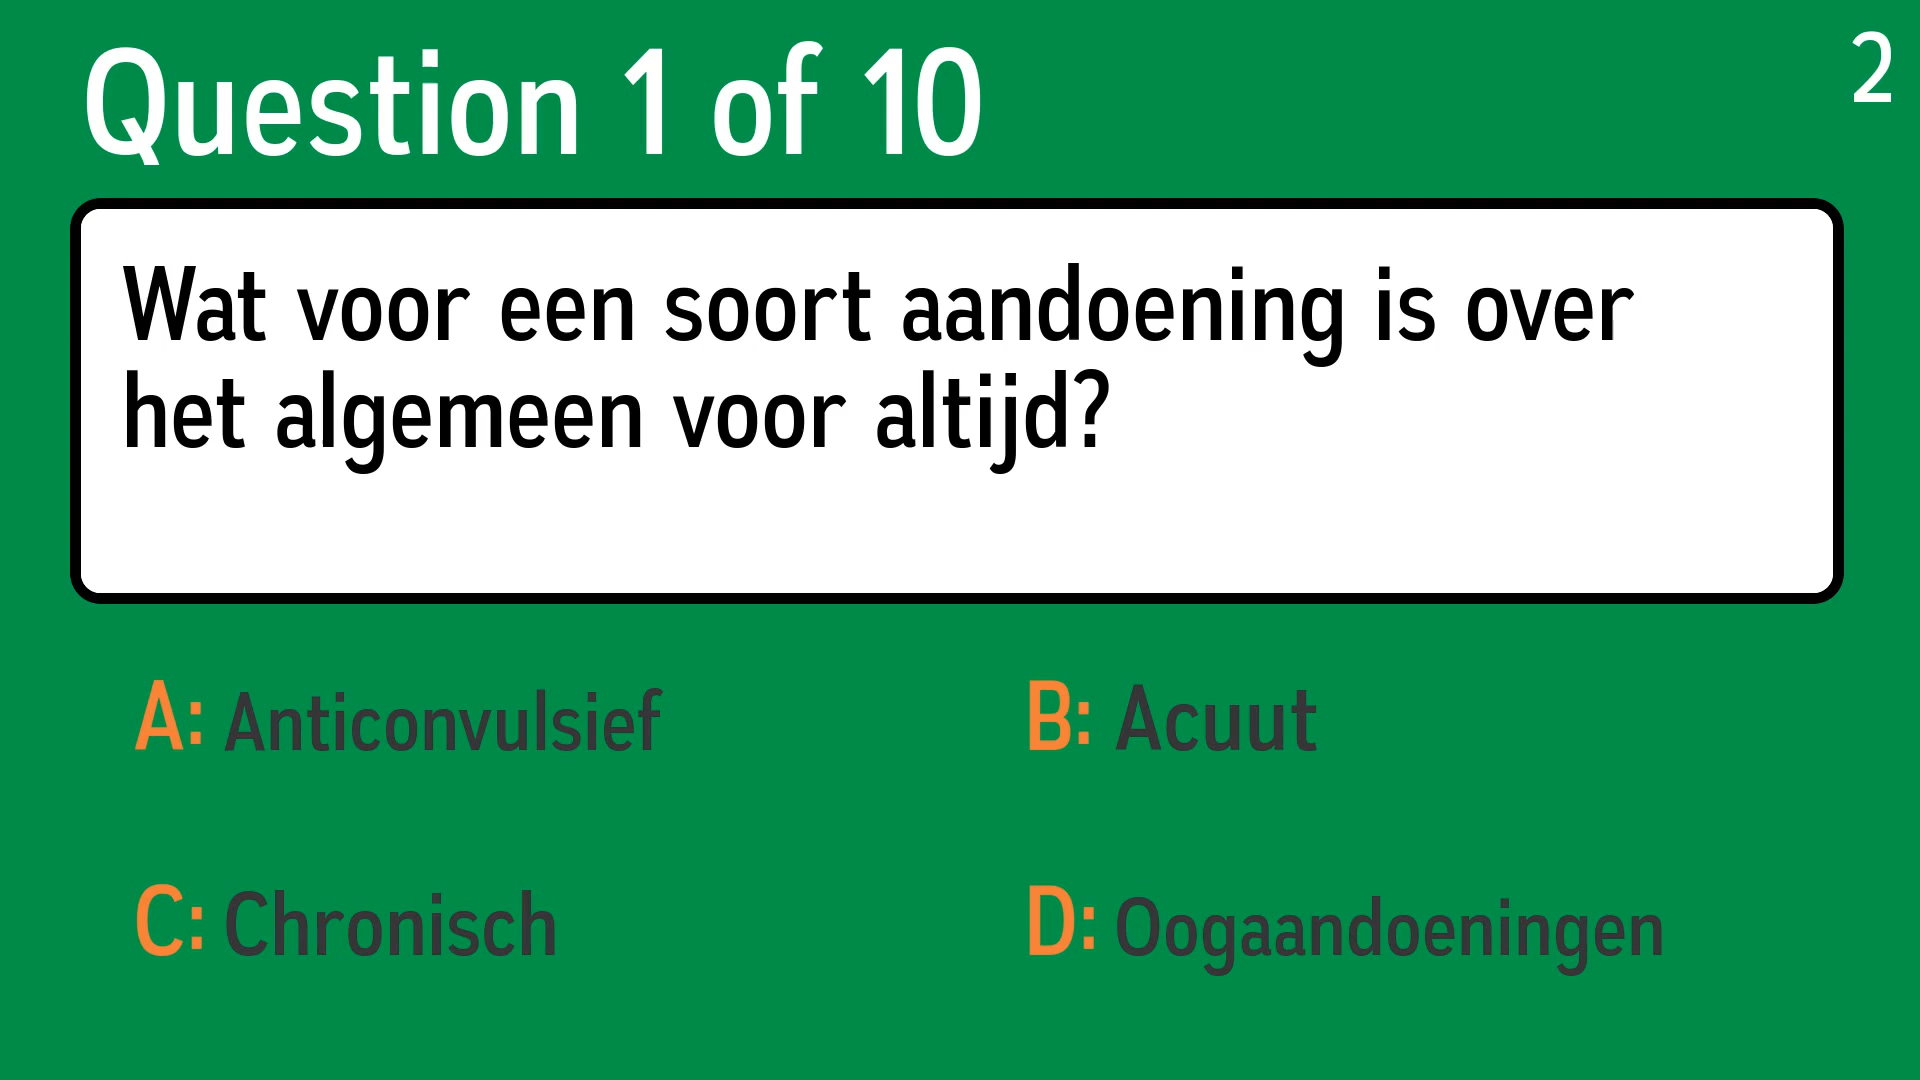 Question 1 of 10
2
Wat voor een soort aandoening is over
het algemeen voor altijd?
A: Anticonvulsief
B: Acuut
C: Chronisch
D: Oogaandoeningen